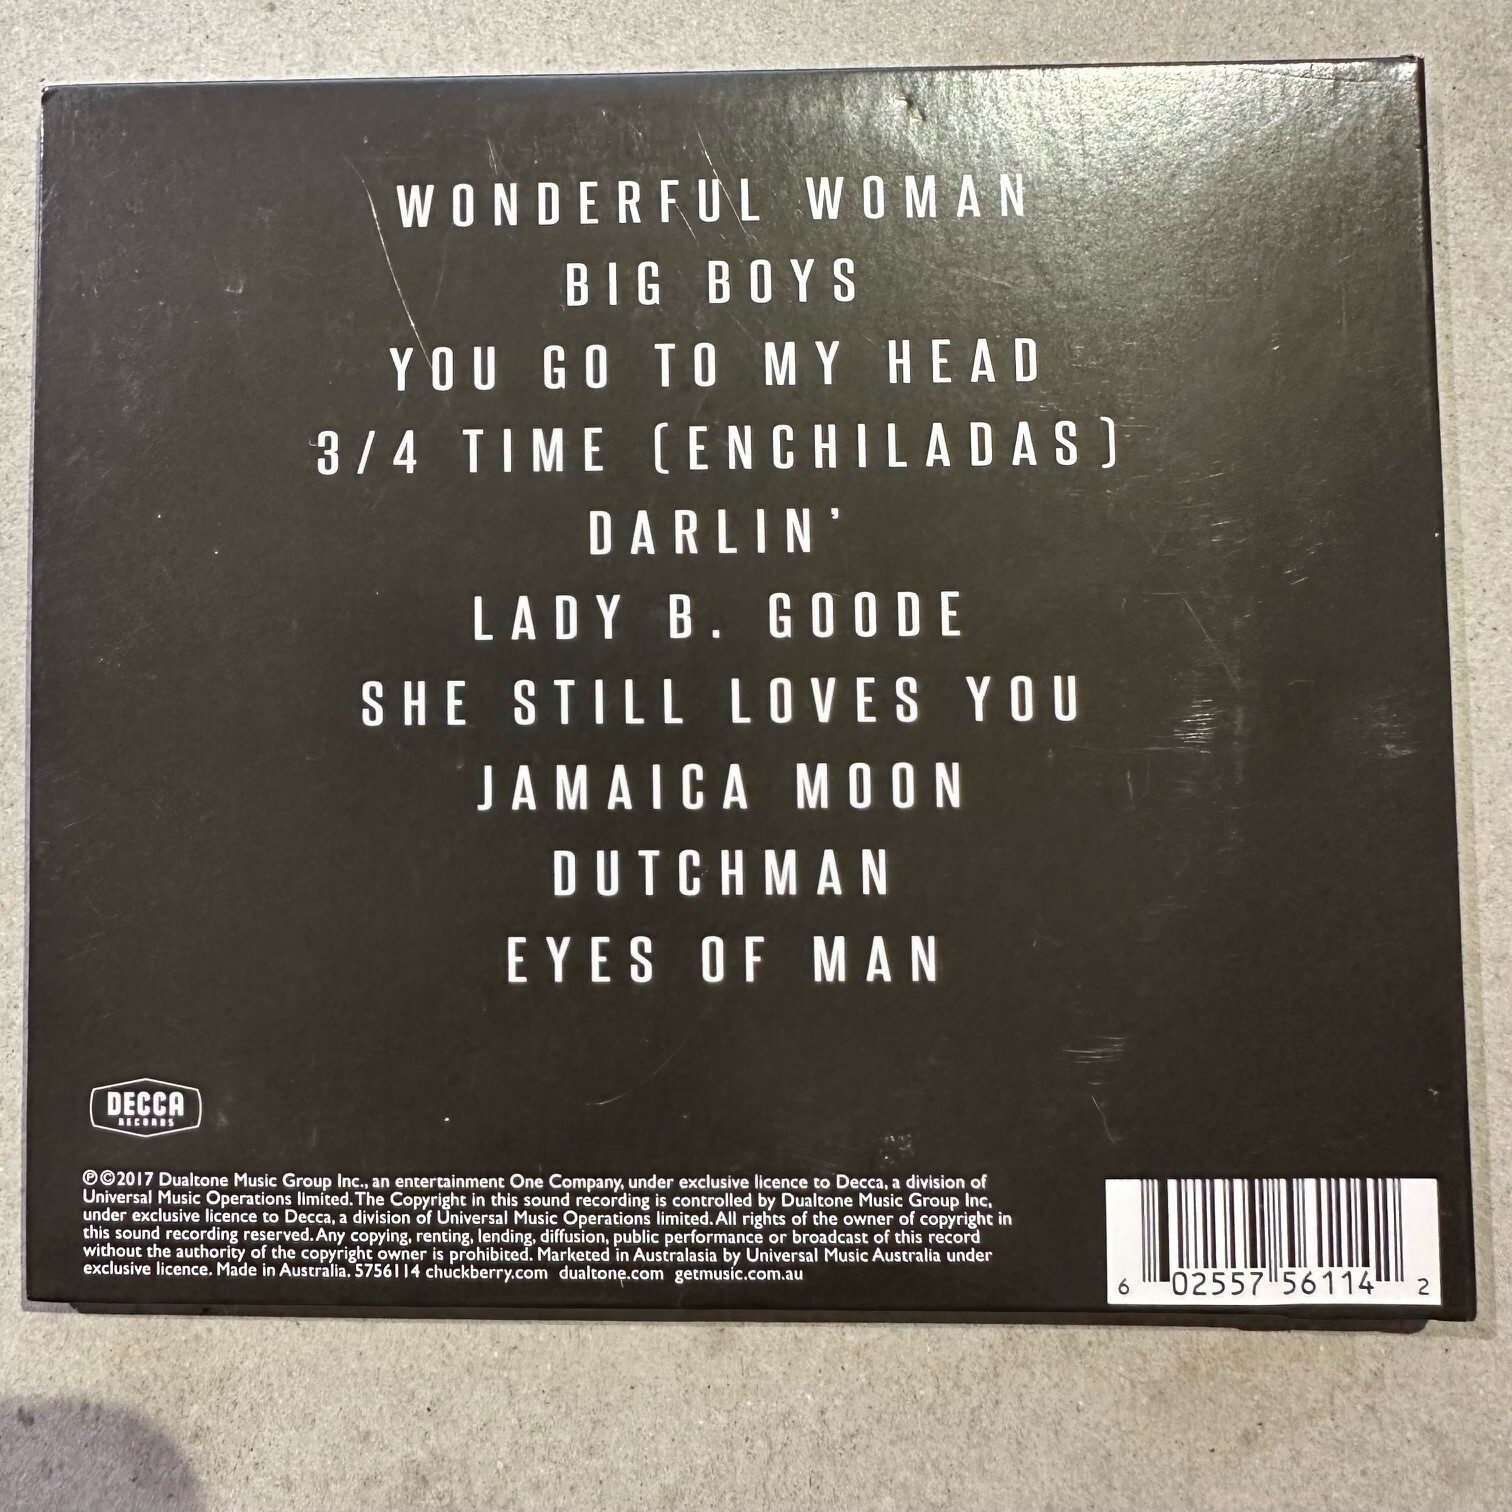 WONDERFUL WOMAN
BIG BOYS
YOU GO TO MY HEAD
3/4 TIME (ENCHILADAS)
DARLIN’
LADY B. GOODE
SHE STILL LOVES YOU
JAMAICA MOON
DUTCHMAN
EYES OF MAN
DECCA
RECORDS
℗©2017 Dualtone Music Group Inc., an entertainment One Company, under exclusive licence to Decca, a division of
Universal Music Operations limited. The Copyright in this sound recording is controlled by Dualtone Music Group Inc,
under exclusive licence to Decca, a division of Universal Music Operations limited. All rights of the owner of copyright in
this sound recording reserved. Any copying, renting, lending, diffusion, public performance or broadcast of this record
without the authority of the copyright owner is prohibited. Marketed in Australasia by Universal Music Australia under
exclusive licence. Made in Australia. 5756114 chuckberry.com dualtone.com getmusic.com.au
6 02557 56114 2